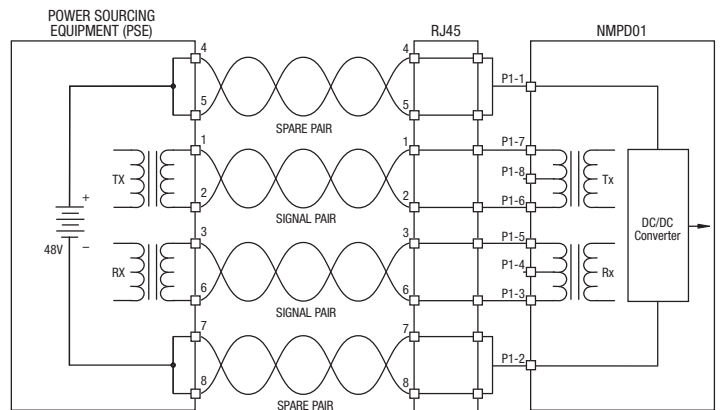 POWER SOURCING
EQUIPMENT (PSE)
RJ45
NMPD01
4
4
P1-1
5
5
SPARE PAIR
1
1
P1-7
TX
P1-8
Tx
2
2
P1-6
SIGNAL PAIR
+
DC/DC
Converter
48V
–
3
3
P1-5
RX
P1-4
Rx
6
6
P1-3
SIGNAL PAIR
7
7
P1-2
8
8
SPARE PAIR